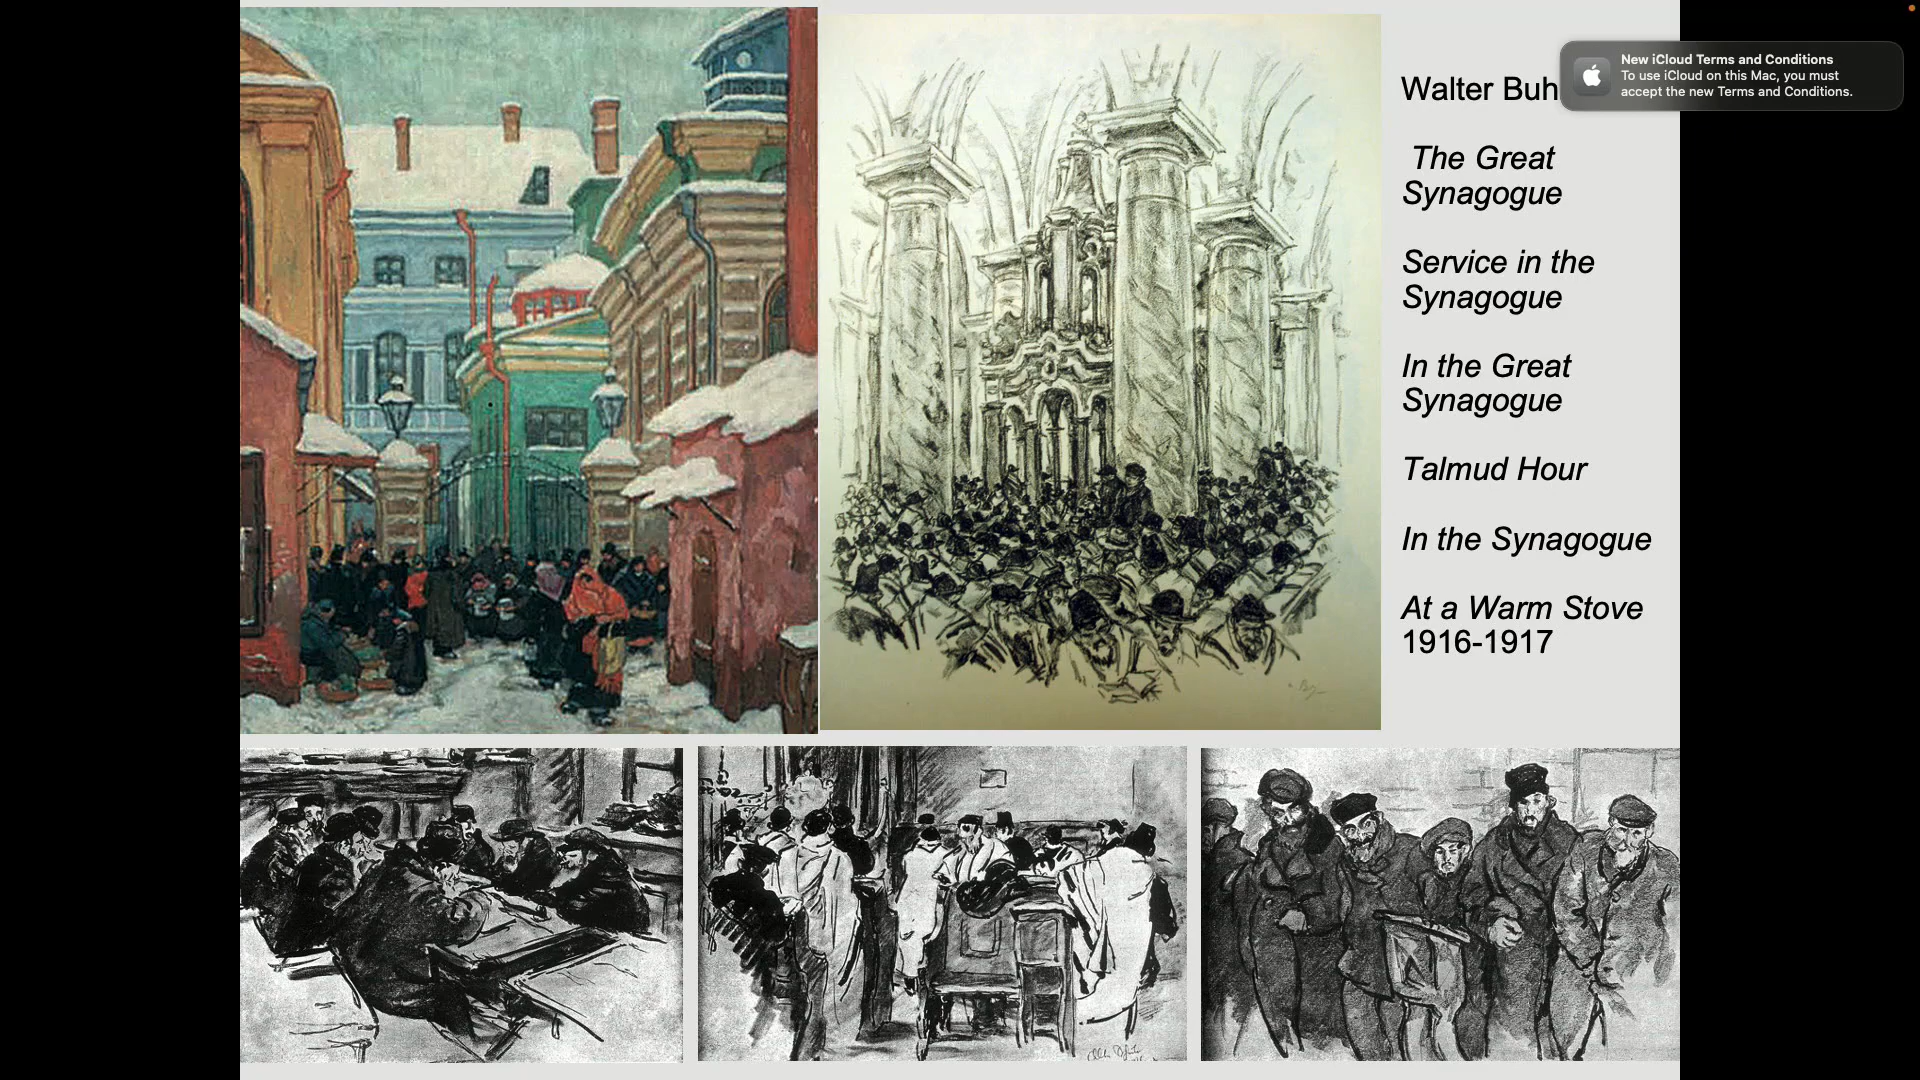 Walter Buh
The Great
Synagogue
Service in the
Synagogue
In the Great
Synagogue
Talmud Hour
In the Synagogue
At a Warm Stove
1916-1917
New iCloud Terms and Conditions
To use iCloud on this Mac, you must
accept the new Terms and Conditions.